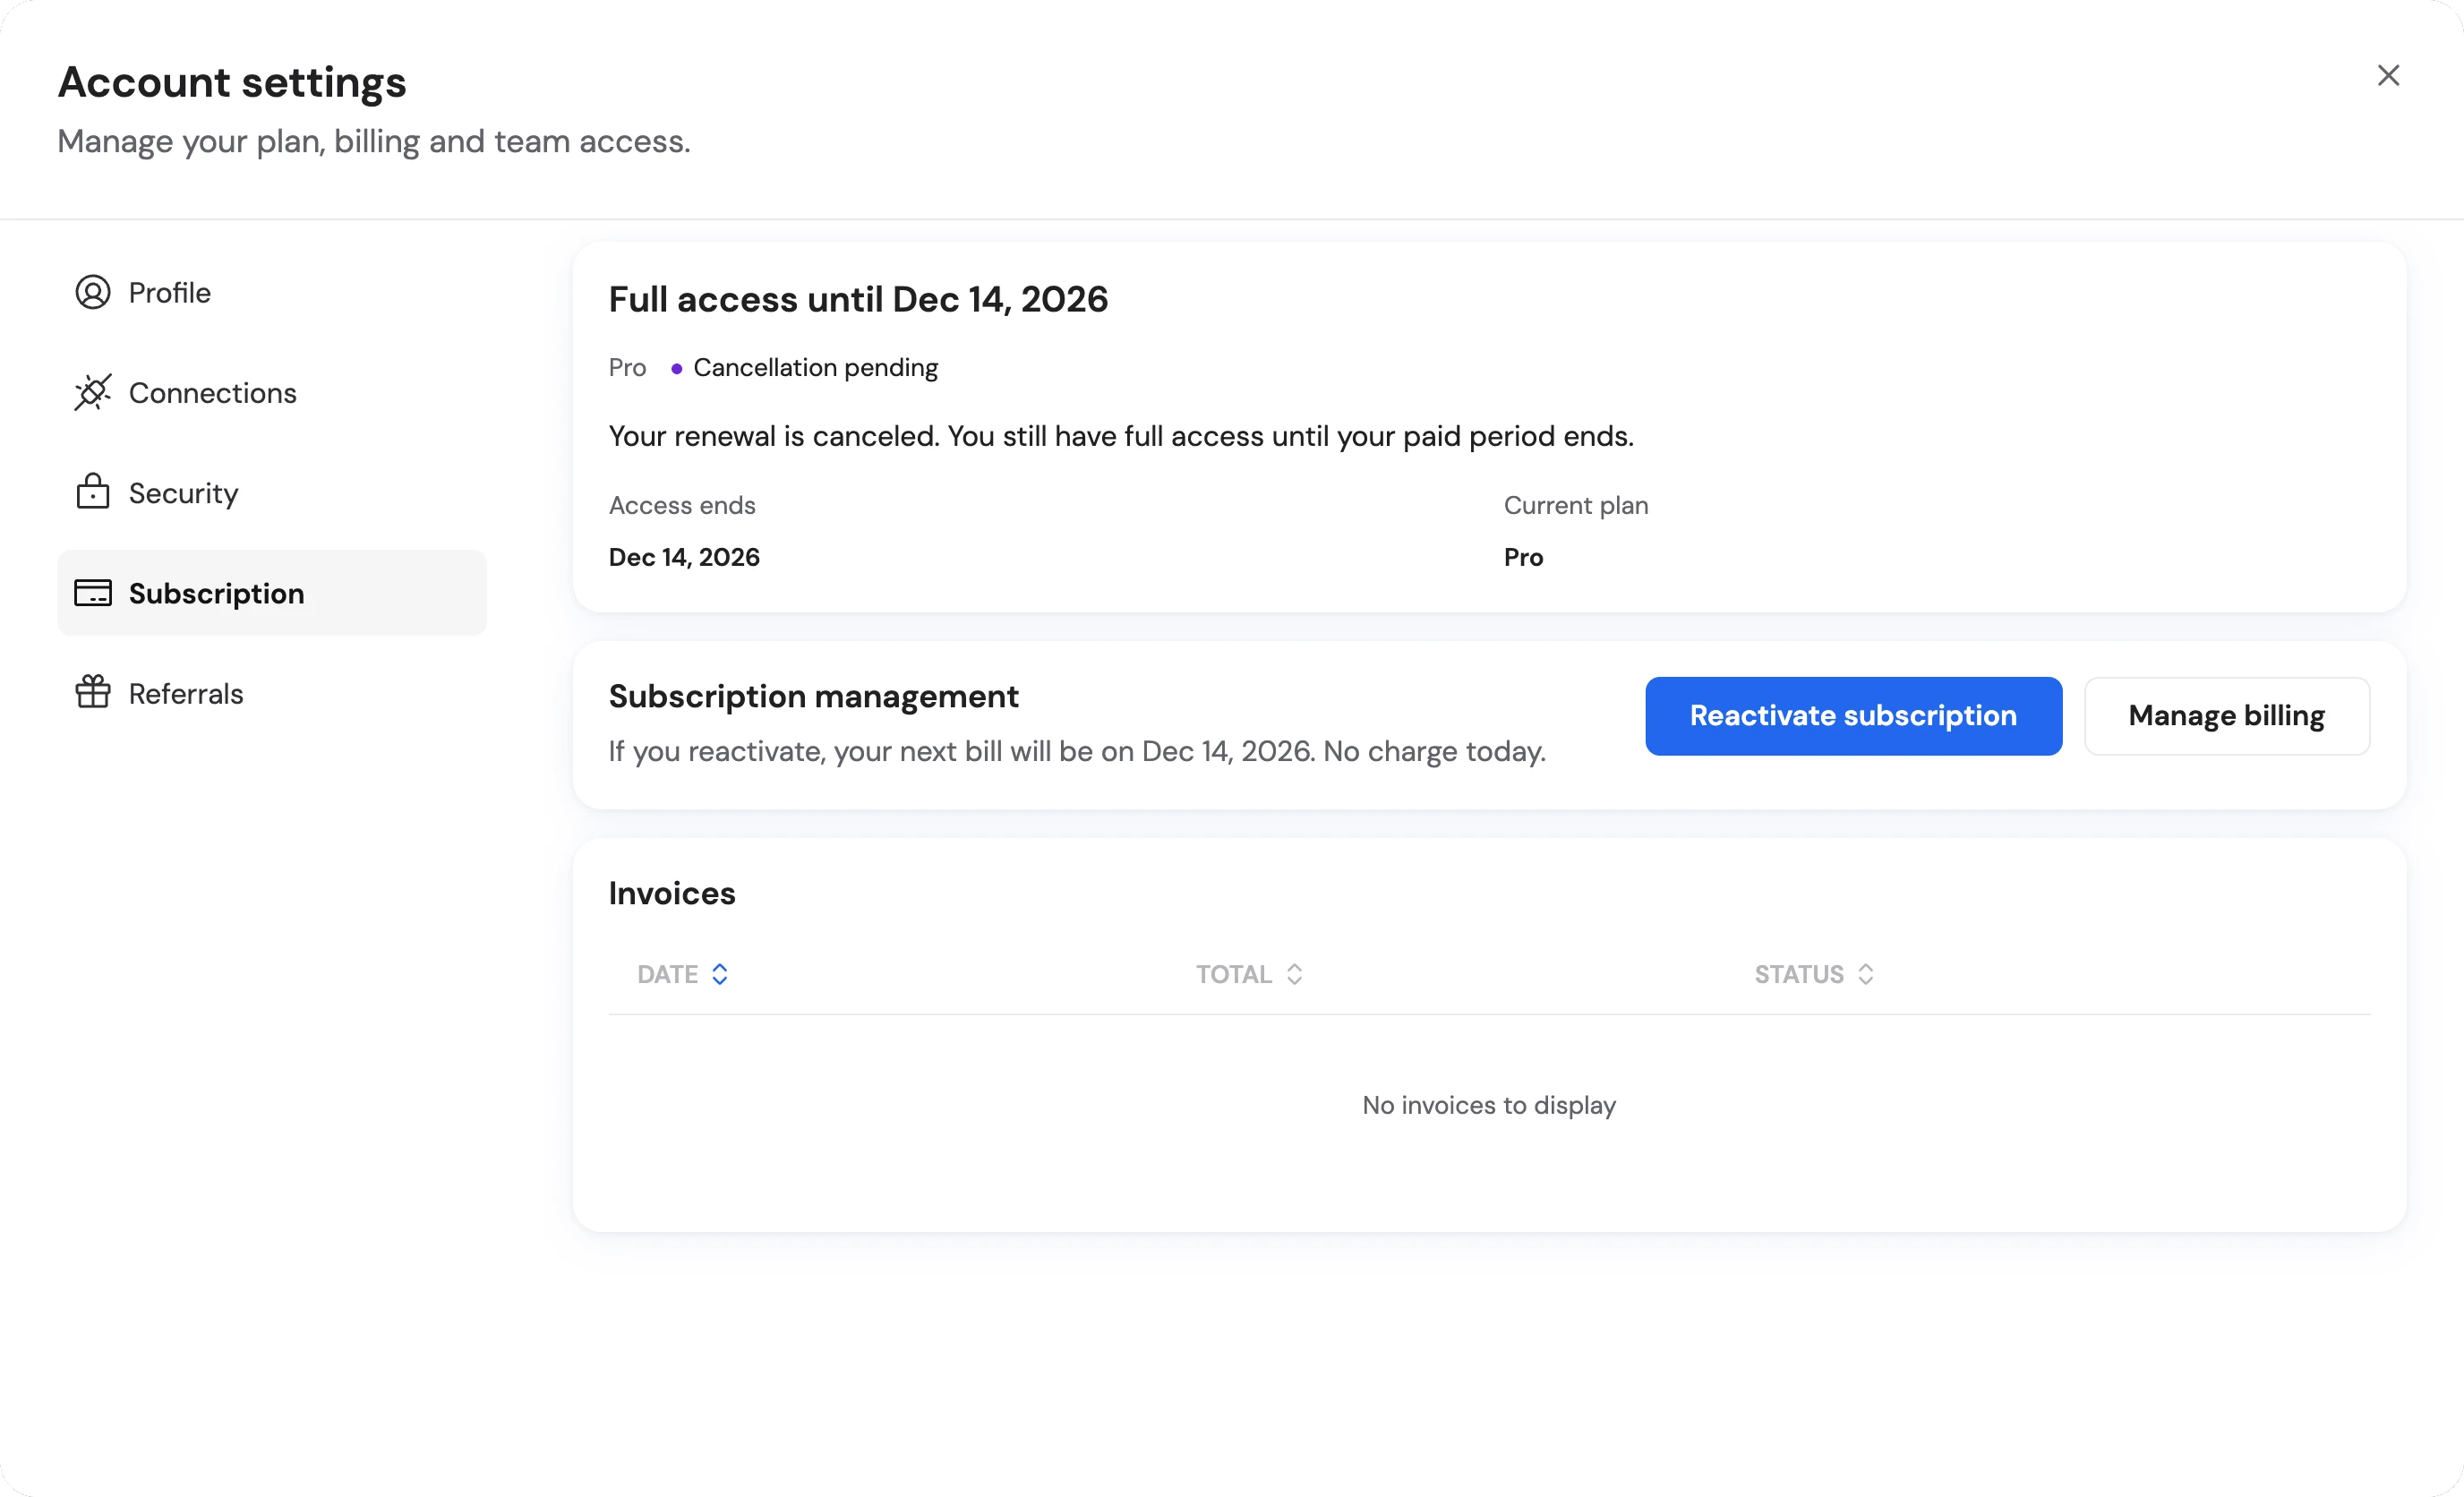 Account settings
Manage your plan, billing and team access.
Profile
Connections
Security
Subscription
Referrals
Full access until Dec 14, 2026
Pro • Cancellation pending
Your renewal is canceled. You still have full access until your paid period ends.
Access ends Current plan
Dec 14, 2026 Pro
Subscription management
If you reactivate, your next bill will be on Dec 14, 2026. No charge today.
Reactivate subscription Manage billing
Invoices
DATE TOTAL STATUS
No invoices to display